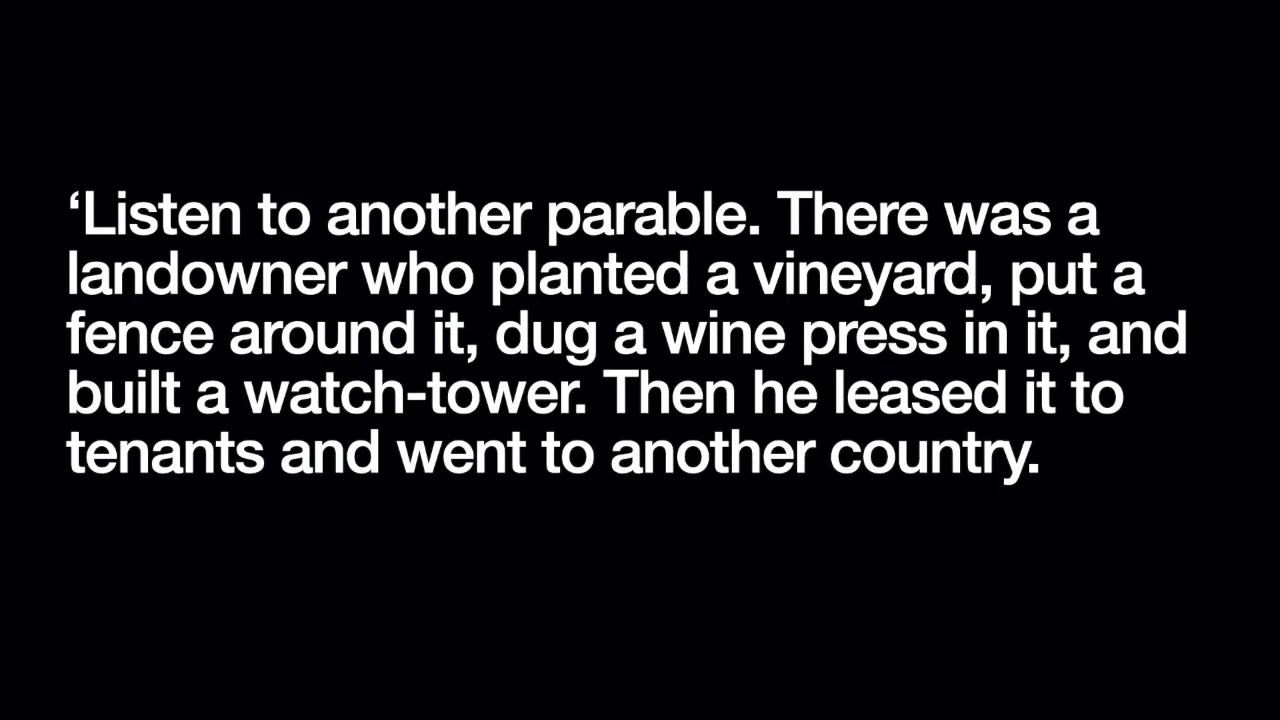 ‘Listen to another parable. There was a
landowner who planted a vineyard, put a
fence around it, dug a wine press in it, and
built a watch-tower. Then he leased it to
tenants and went to another country.